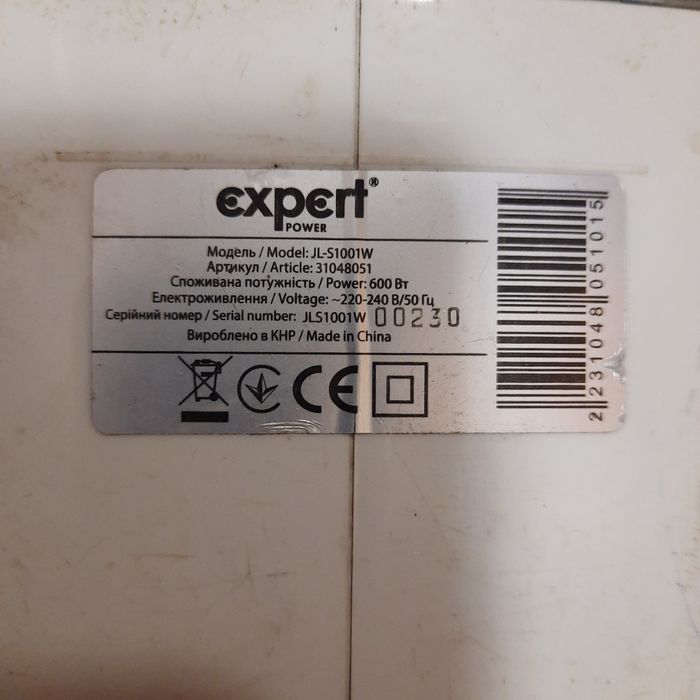 expert®
POWER
Модель / Model: JL-S1001W
Артикул / Article: 31048051
Споживана потужність / Power: 600 Вт
Електроживлення / Voltage: ~220-240 В/50 Гц
Серійний номер / Serial number: JLS1001W 00230
Вироблено в КНР / Made in China
CE
2 231048 051015